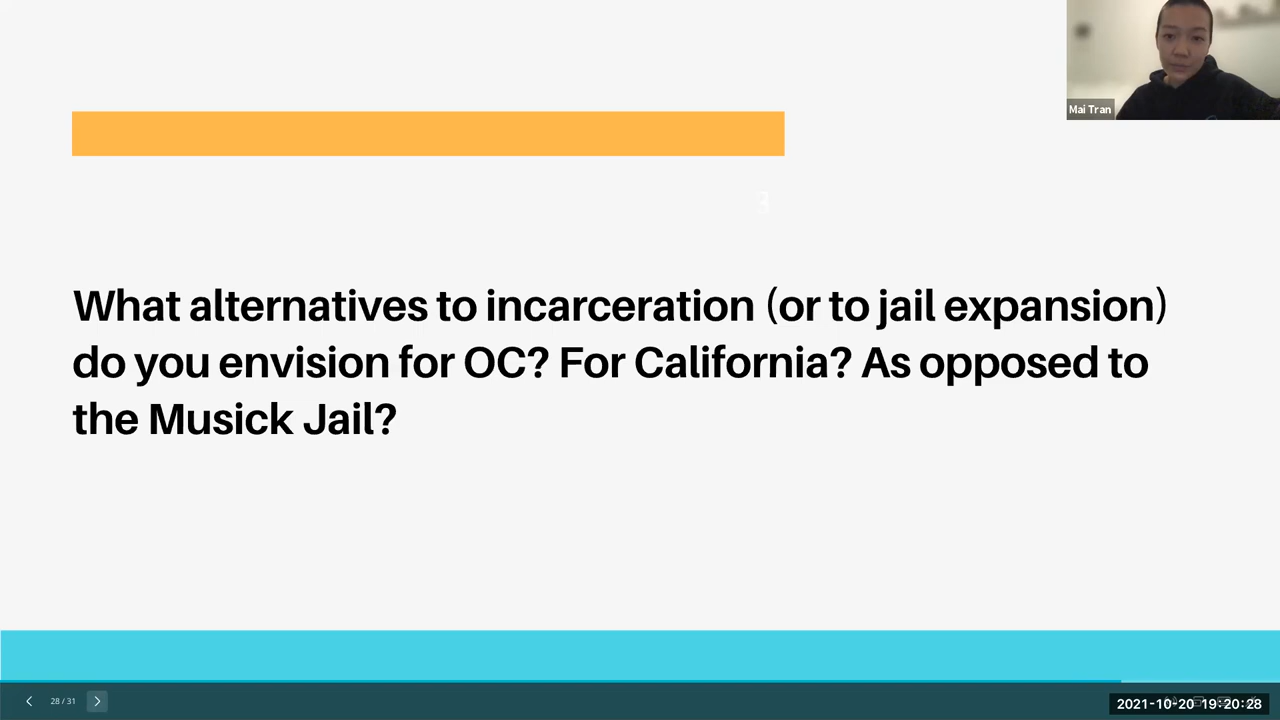 Mai Tran
What alternatives to incarceration (or to jail expansion)
do you envision for OC? For California? As opposed to
the Musick Jail?
28 / 31
2021-10-20 19:20:28